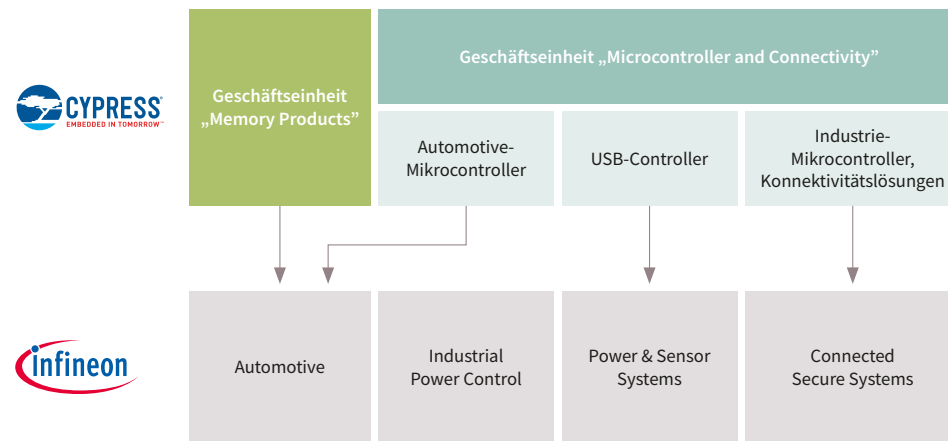 Geschäftseinheit „Microcontroller and Connectivity”
Geschäftseinheit
„Memory Products”
CYPRESS®
EMBEDDED IN TOMORROW™
Automotive-
Mikrocontroller
USB-Controller
Industrie-
Mikrocontroller,
Konnektivitätslösungen
infineon
Automotive
Industrial
Power Control
Power & Sensor
Systems
Connected
Secure Systems